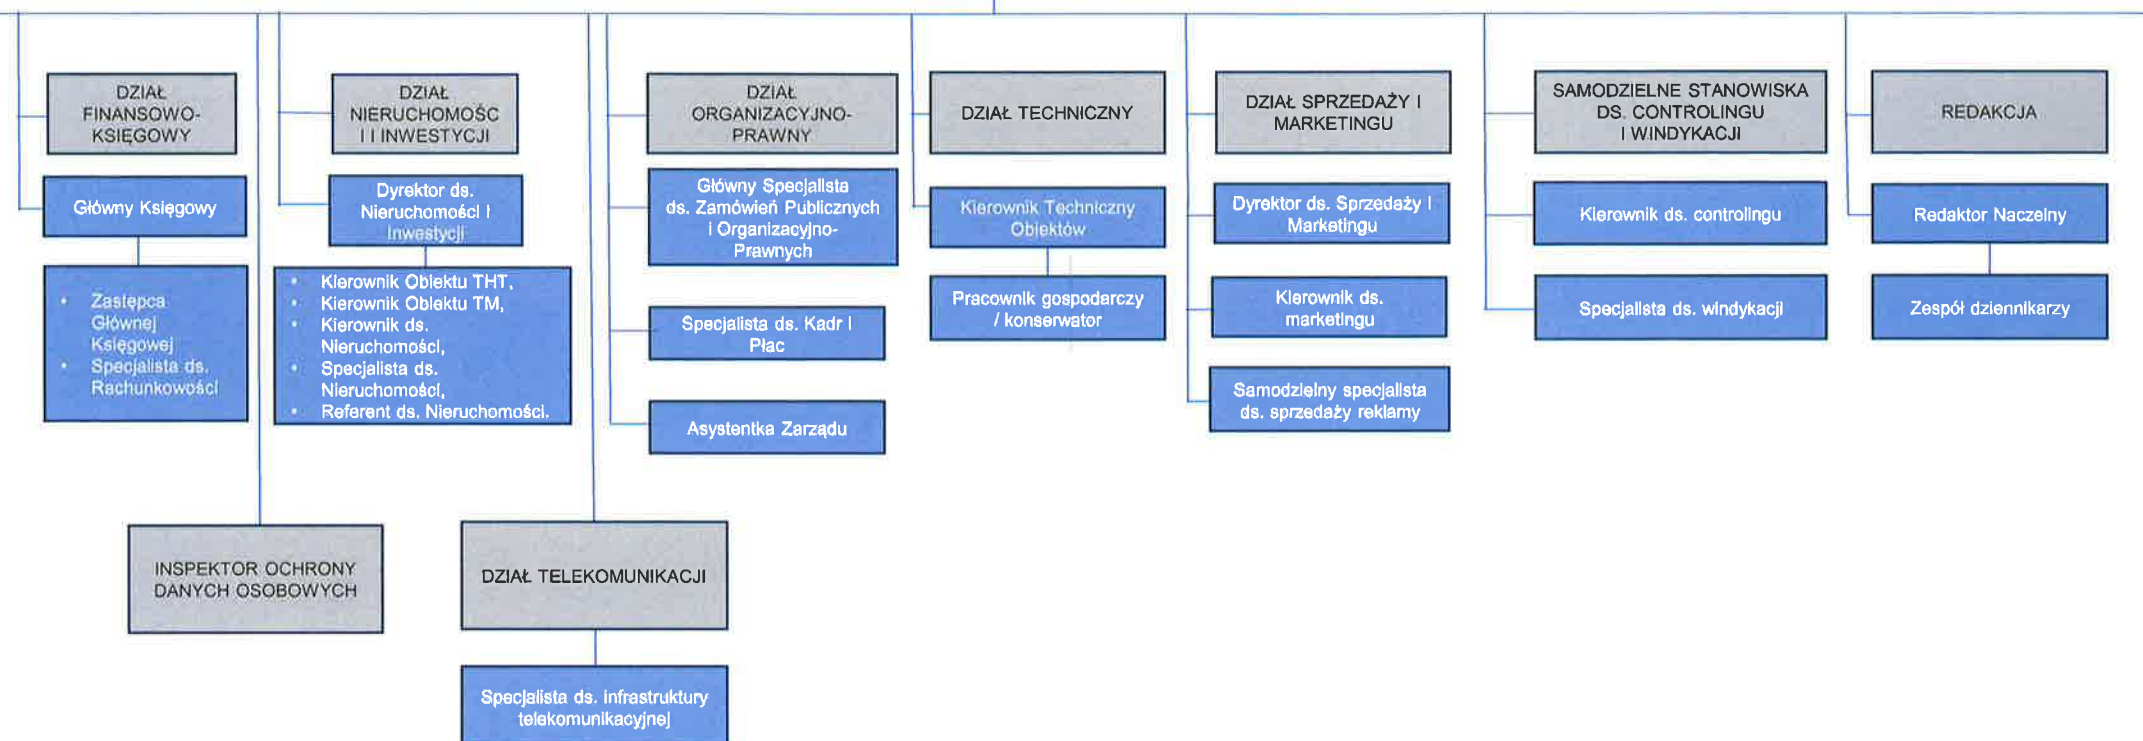 DZIAŁ
FINANSOWO-
KSIĘGOWY
Główny Księgowy
• Zastępca
Głównej
Księgowej
• Specjalista ds.
Rachunkowości
DZIAŁ
NIERUCHOMOŚC
I I INWESTYCJI
Dyrektor ds.
Nieruchomości i
Inwestycji
• Kierownik Obiektu THT,
• Kierownik Obiektu TM,
• Kierownik ds.
Nieruchomości,
• Specjalista ds.
Nieruchomości,
• Referent ds. Nieruchomości.
DZIAŁ
ORGANIZACYJNO-
PRAWNY
Główny Specjalista
ds. Zamówień Publicznych
i Organizacyjno-
Prawnych
Specjalista ds. Kadr i
Płac
Asystentka Zarządu
DZIAŁ TECHNICZNY
Kierownik Techniczny
Obiektów
Pracownik gospodarczy
/ konserwator
DZIAŁ SPRZEDAŻY I
MARKETINGU
Dyrektor ds. Sprzedaży i
Marketingu
Kierownik ds.
marketingu
Samodzielny specjalista
ds. sprzedaży reklamy
SAMODZIELNE STANOWISKA
DS. CONTROLINGU
I WINDYKACJI
Kierownik ds. controlingu
Specjalista ds. windykacji
REDAKCJA
Redaktor Naczelny
Zespół dziennikarzy
INSPEKTOR OCHRONY
DANYCH OSOBOWYCH
DZIAŁ TELEKOMUNIKACJI
Specjalista ds. infrastruktury
telekomunikacyjnej